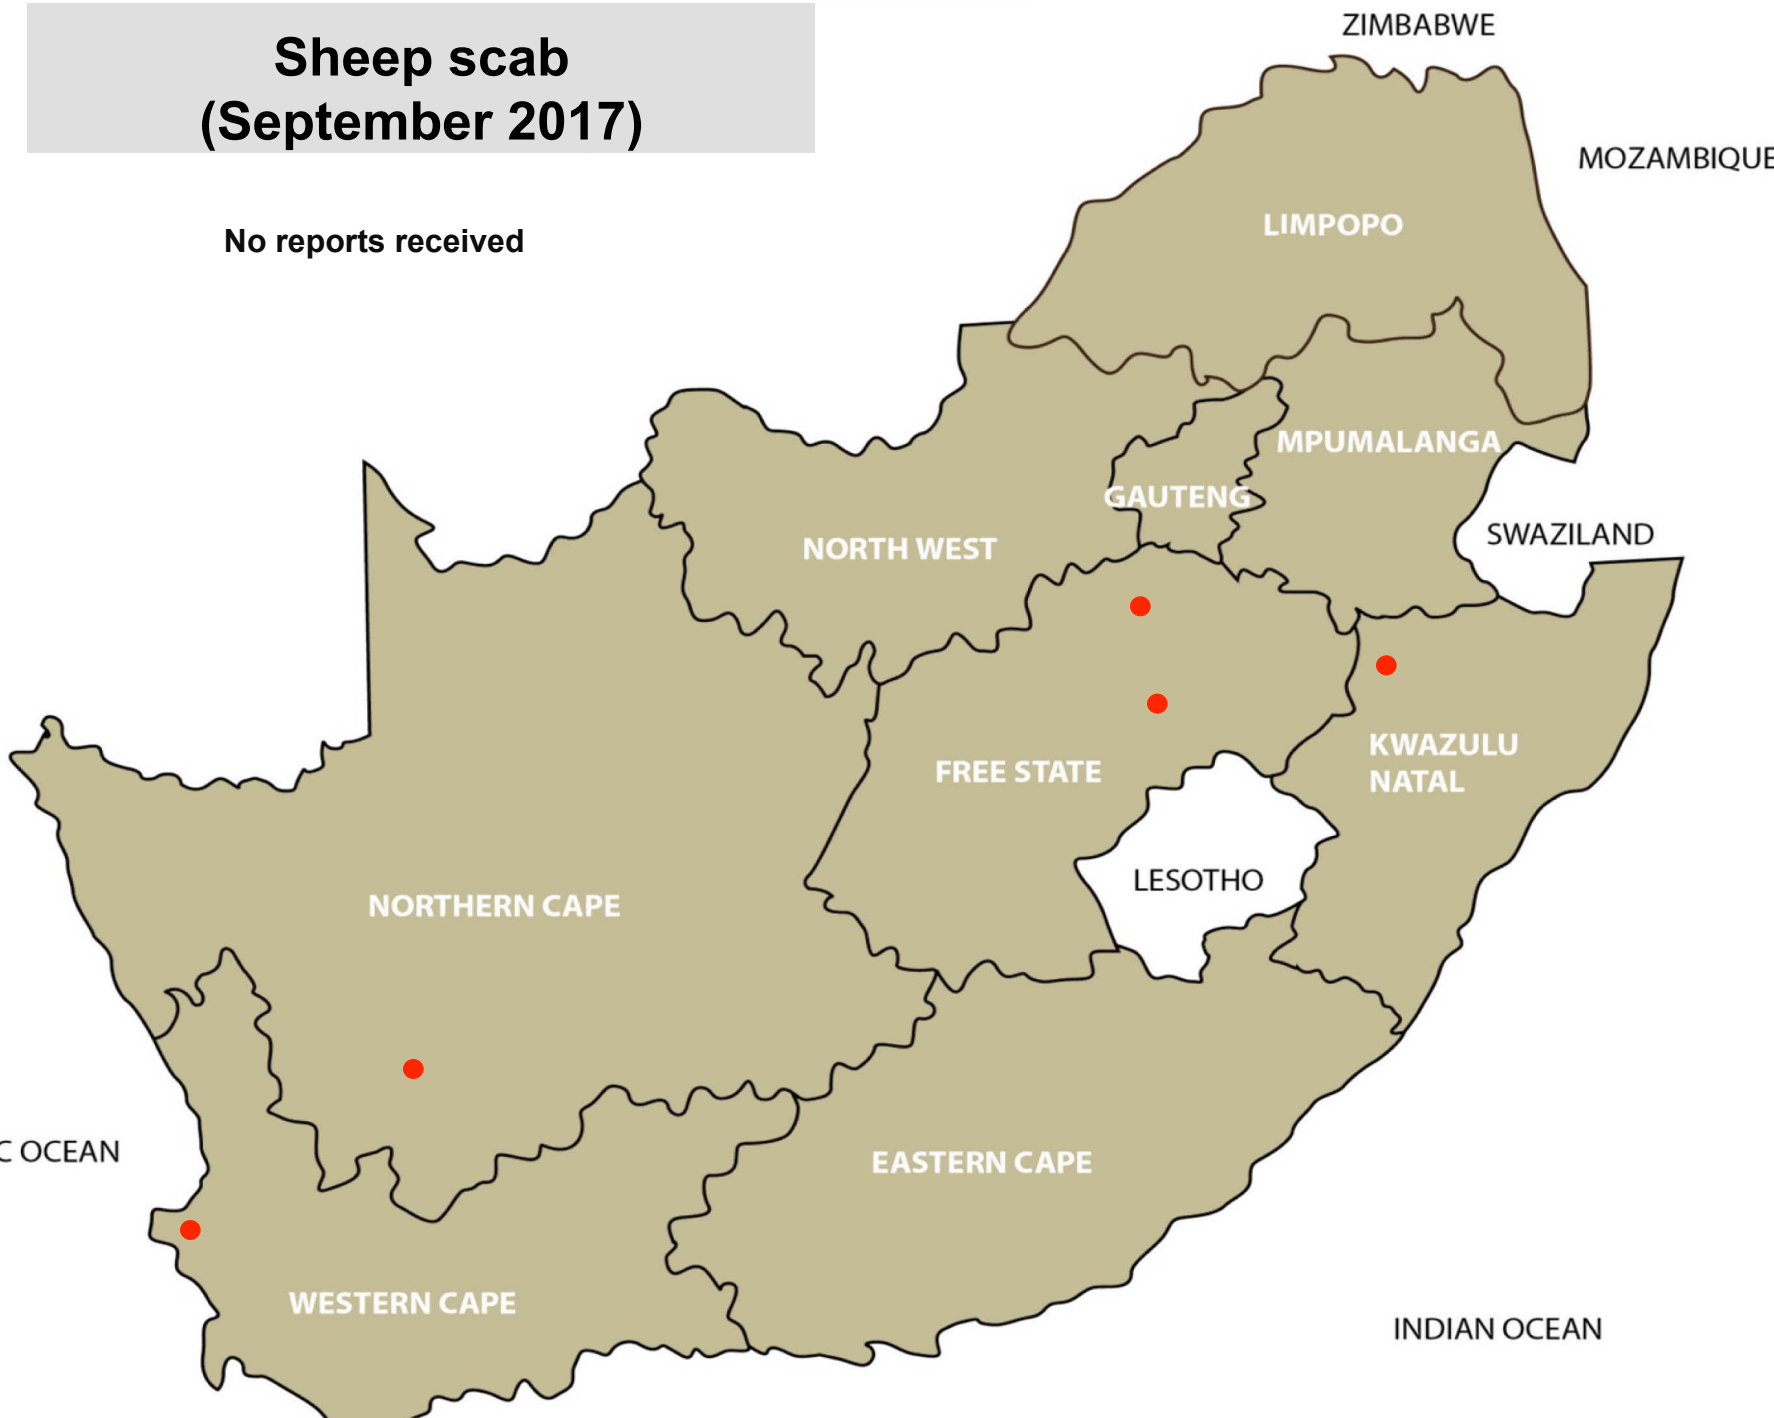 Sheep scab
(September 2017)
No reports received
ZIMBABWE
MOZAMBIQUE
LIMPOPO
MPUMALANGA
GAUTENG
NORTH WEST
SWAZILAND
KWAZULU
NATAL
FREE STATE
LESOTHO
NORTHERN CAPE
C OCEAN
EASTERN CAPE
WESTERN CAPE
INDIAN OCEAN